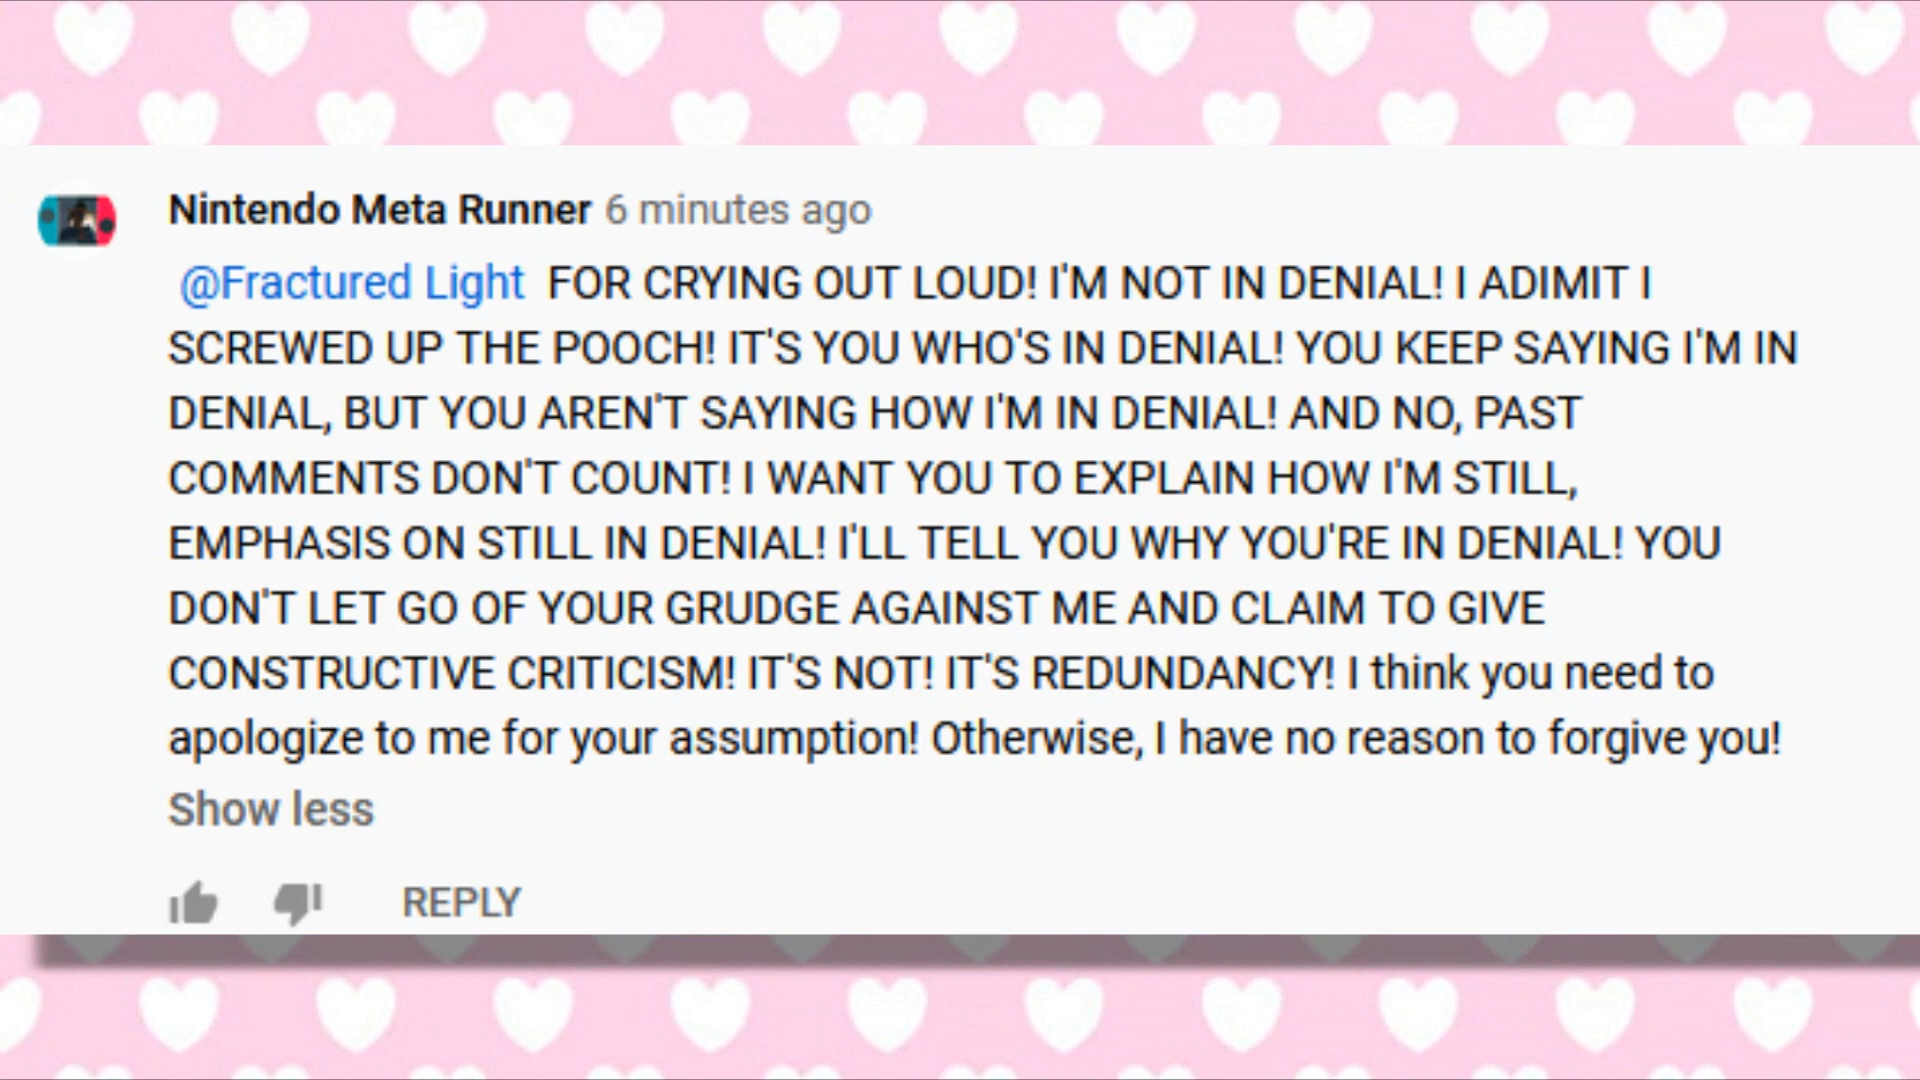 Nintendo Meta Runner 6 minutes ago
@Fractured Light FOR CRYING OUT LOUD! I'M NOT IN DENIAL! I ADIMIT I
SCREWED UP THE POOCH! IT'S YOU WHO'S IN DENIAL! YOU KEEP SAYING I'M IN
DENIAL, BUT YOU AREN'T SAYING HOW I'M IN DENIAL! AND NO, PAST
COMMENTS DON'T COUNT! I WANT YOU TO EXPLAIN HOW I'M STILL,
EMPHASIS ON STILL IN DENIAL! I'LL TELL YOU WHY YOU'RE IN DENIAL! YOU
DON'T LET GO OF YOUR GRUDGE AGAINST ME AND CLAIM TO GIVE
CONSTRUCTIVE CRITICISM! IT'S NOT! IT'S REDUNDANCY! I think you need to
apologize to me for your assumption! Otherwise, I have no reason to forgive you!
Show less
REPLY